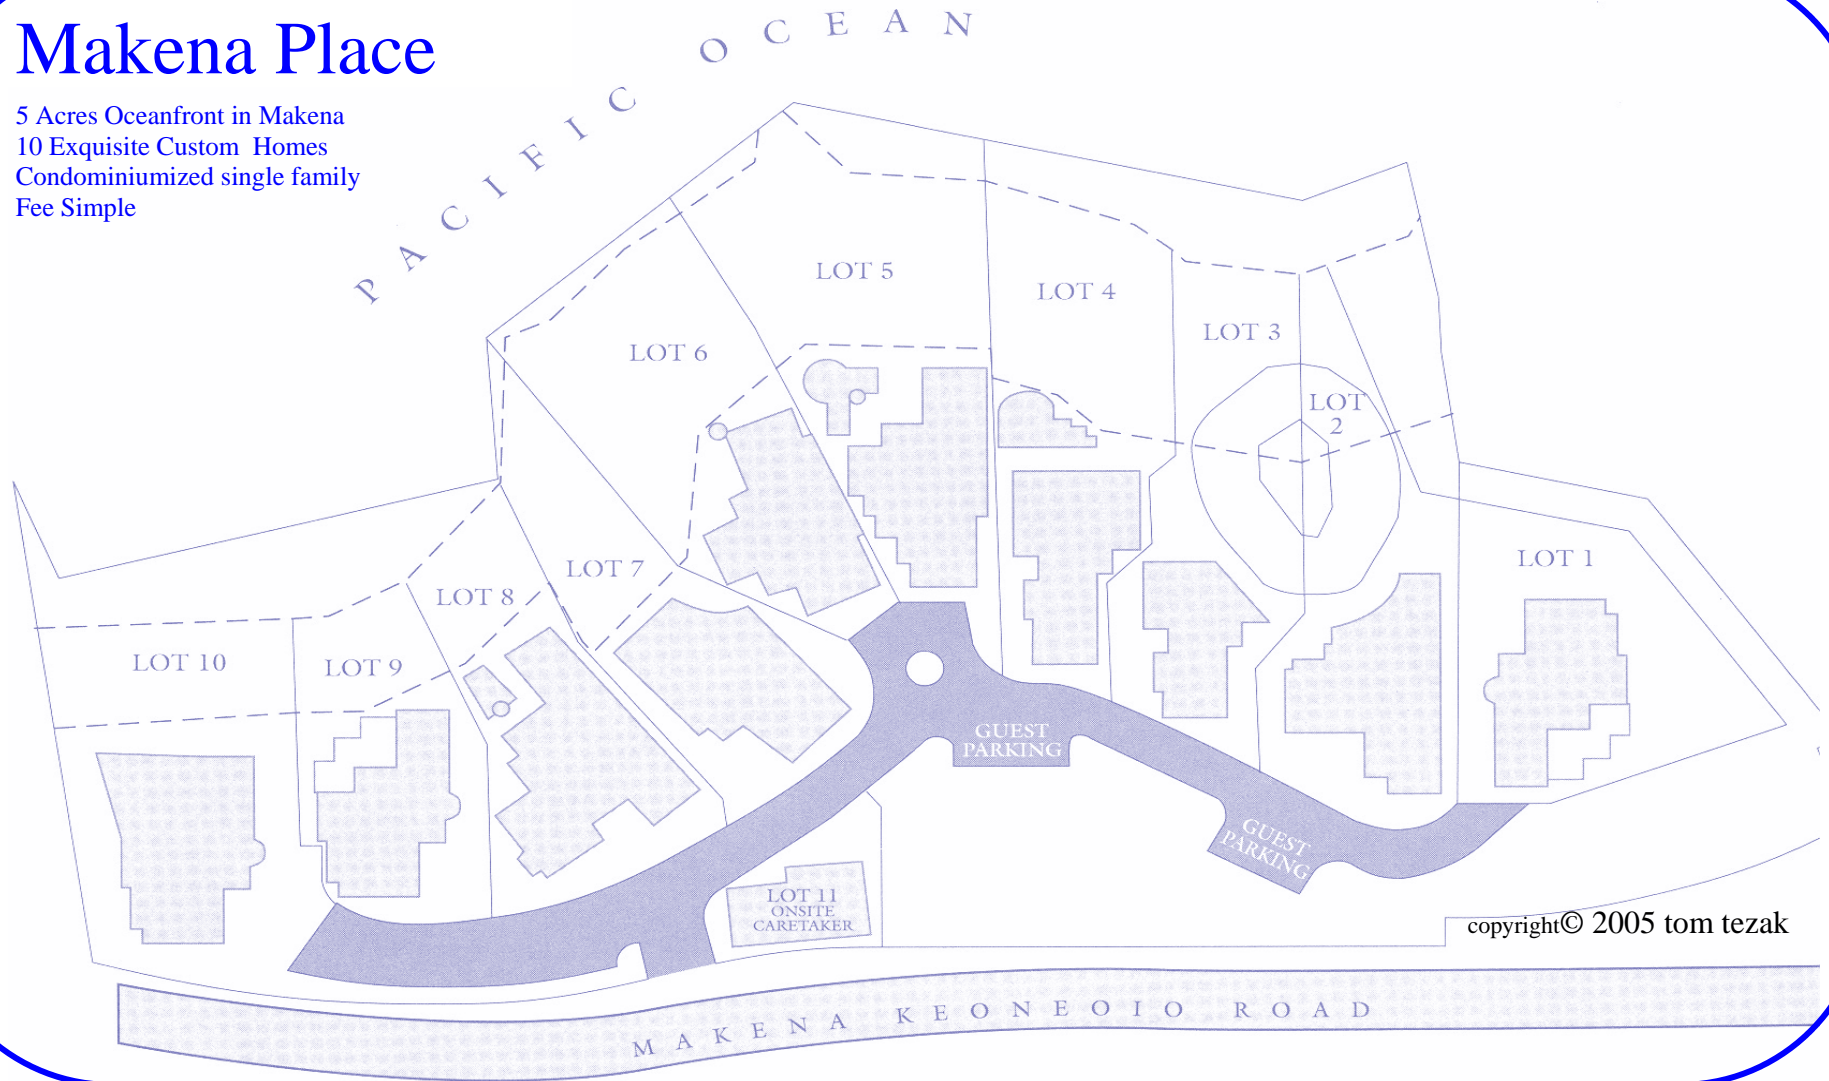 Makena Place
5 Acres Oceanfront in Makena
10 Exquisite Custom Homes
Condominiumized single family
Fee Simple
PACIFIC OCEAN
LOT 5
LOT 4
LOT 3
LOT 6
LOT
2
LOT 1
LOT 7
LOT 8
LOT 10
LOT 9
GUEST
PARKING
GUEST
PARKING
LOT 11
ONSITE
CARETAKER
copyright© 2005 tom tezak
MAKENA KEONEOIO ROAD